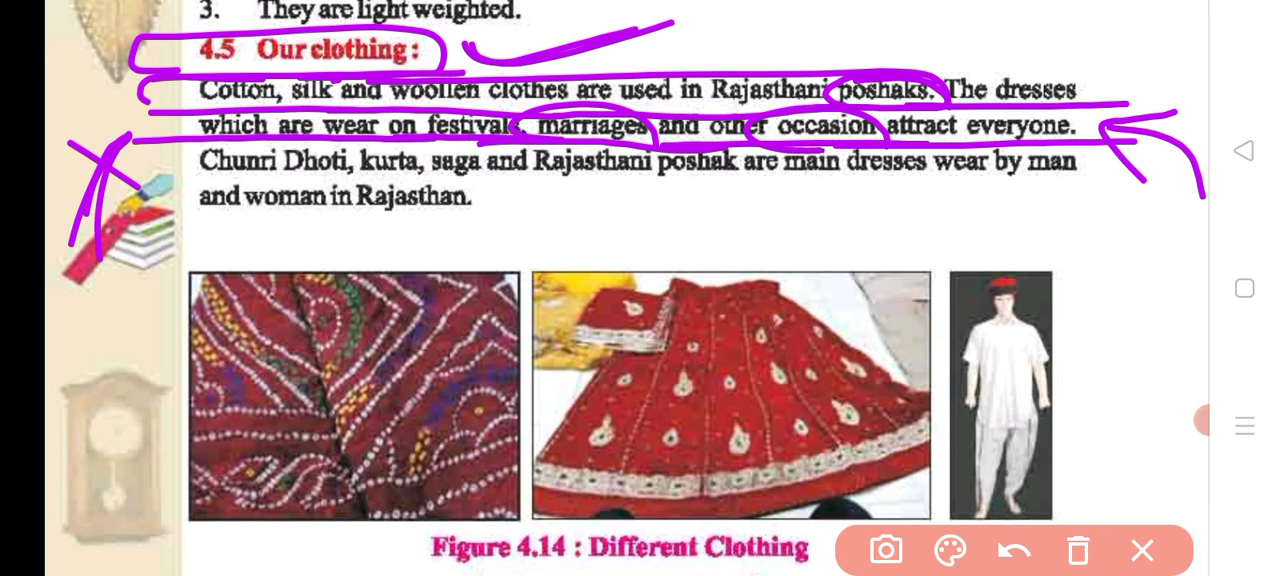 3. They are light weighted.
4.5 Our clothing :
Cotton, silk and woollen clothes are used in Rajasthani poshaks. The dresses
which are wear on festivals, marriages and other occasion attract everyone.
Chunri Dhoti, kurta, saga and Rajasthani poshak are main dresses wear by man
and woman in Rajasthan.
Figure 4.14 : Different Clothing